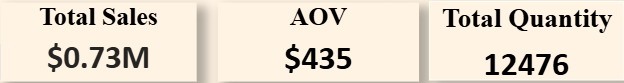 Total Sales
$0.73M
AOV
$435
Total Quantity
12476